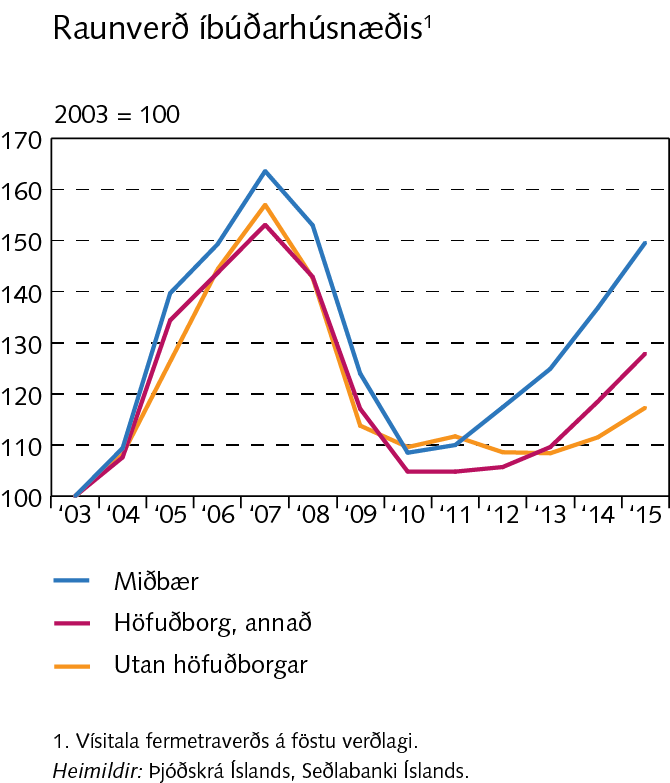 Raunverð íbúðarhúsnæðis¹
2003 = 100
170
160
150
140
130
120
110
100
‘03 ‘04 ‘05 ‘06 ‘07 ‘08 ‘09 ‘10 ‘11 ‘12 ‘13 ‘14 ‘15
Miðbær
Höfuðborg, annað
Utan höfuðborgar
1. Vísitala fermetraverðs á föstu verðlagi.
Heimildir: Þjóðskrá Íslands, Seðlabanki Íslands.